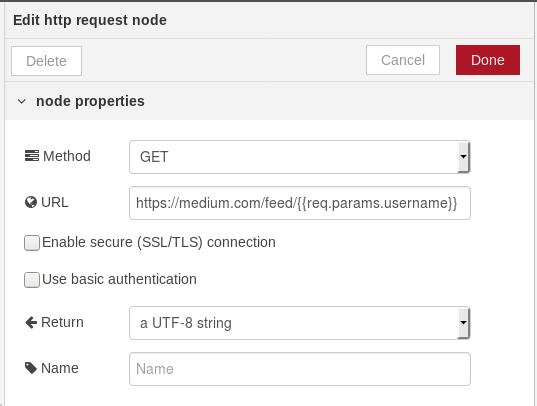 Edit http request node
Delete Cancel Done
node properties
Method GET
URL https://medium.com/feed/{{req.params.username}}
Enable secure (SSL/TLS) connection
Use basic authentication
Return a UTF-8 string
Name Name